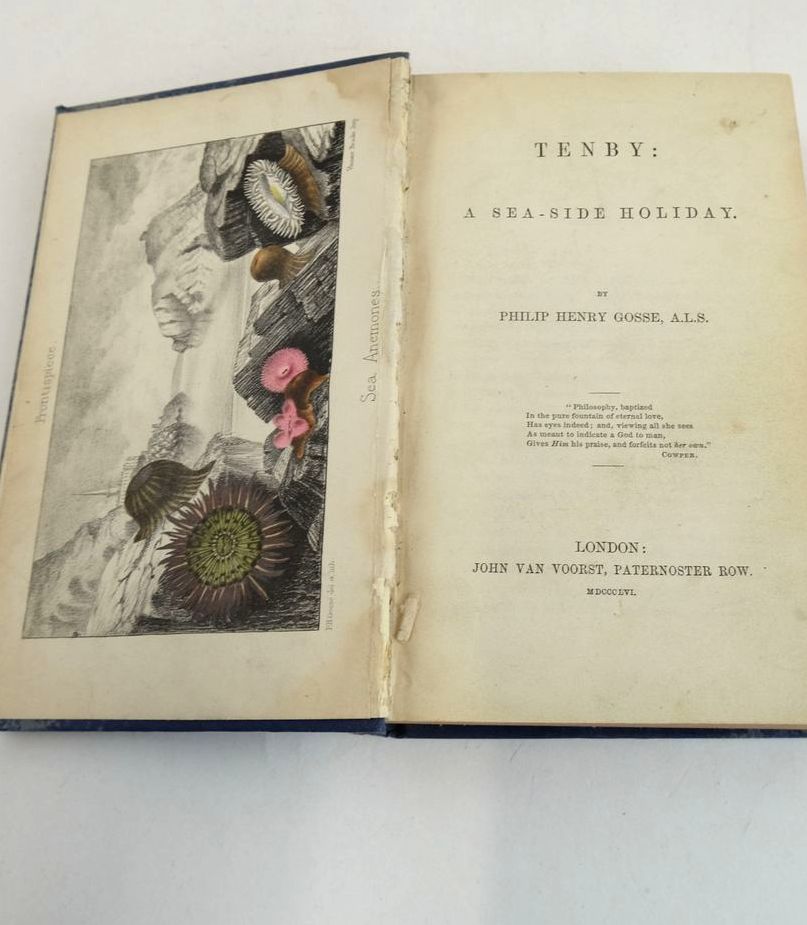 Frontispiece.
Sea Anemones.
TENBY:
A SEA-SIDE HOLIDAY.
BY
PHILIP HENRY GOSSE, A.L.S.
"Philosophy, baptized
In the pure fountain of eternal love,
Has eyes indeed; and, viewing all she sees
As meant to indicate a God to man,
Gives Him his praise, and forfeits not her own."
COWPER.
LONDON:
JOHN VAN VOORST, PATERNOSTER ROW.
MDCCCLVI.